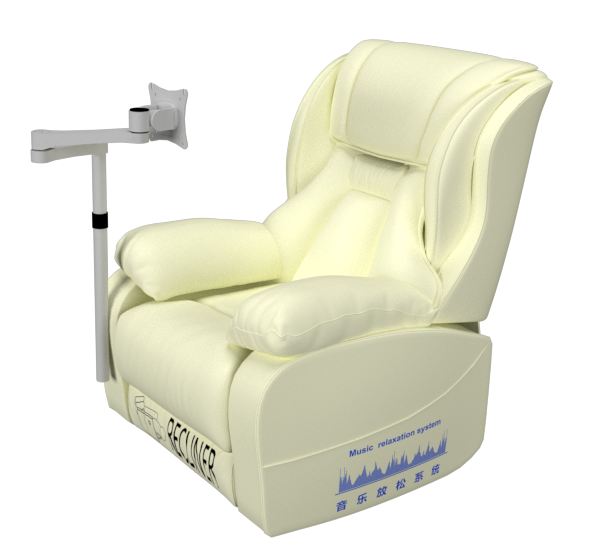 RECLINER
Music relaxation system
音乐放松系统